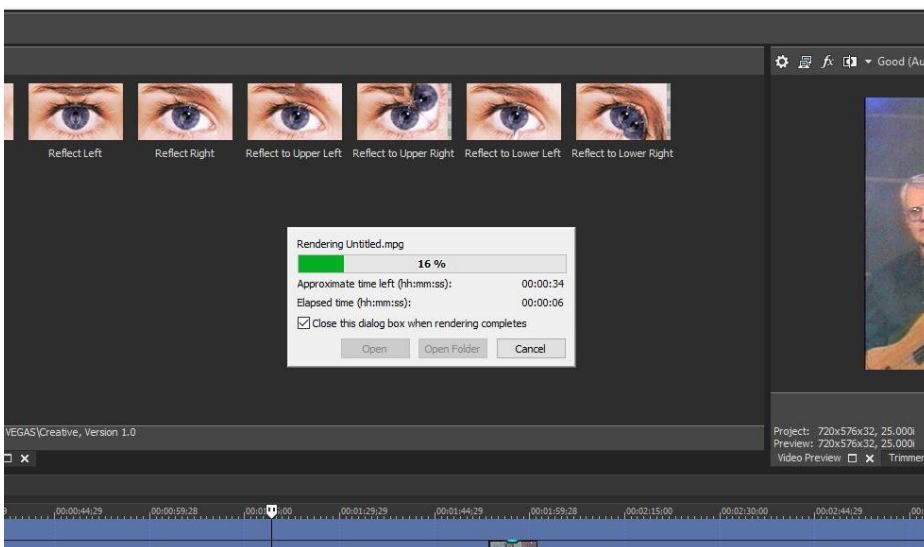 Good (Au
Reflect Left
Reflect Right
Reflect to Upper Left
Reflect to Upper Right
Reflect to Lower Left
Reflect to Lower Right
Rendering Untitled.mpg
16 %
Approximate time left (hh:mm:ss): 00:00:34
Elapsed time (hh:mm:ss): 00:00:06
Close this dialog box when rendering completes
Open
Open Folder
Cancel
VEGAS\Creative, Version 1.0
Project: 720x576x32, 25.000i
Preview: 720x576x32, 25.000i
Video Preview
Trimmer
00:00:44;29
00:00:59;28
00:01:29;29
00:01:44;29
00:01:59;28
00:02:15;00
00:02:30;00
00:02:44;29